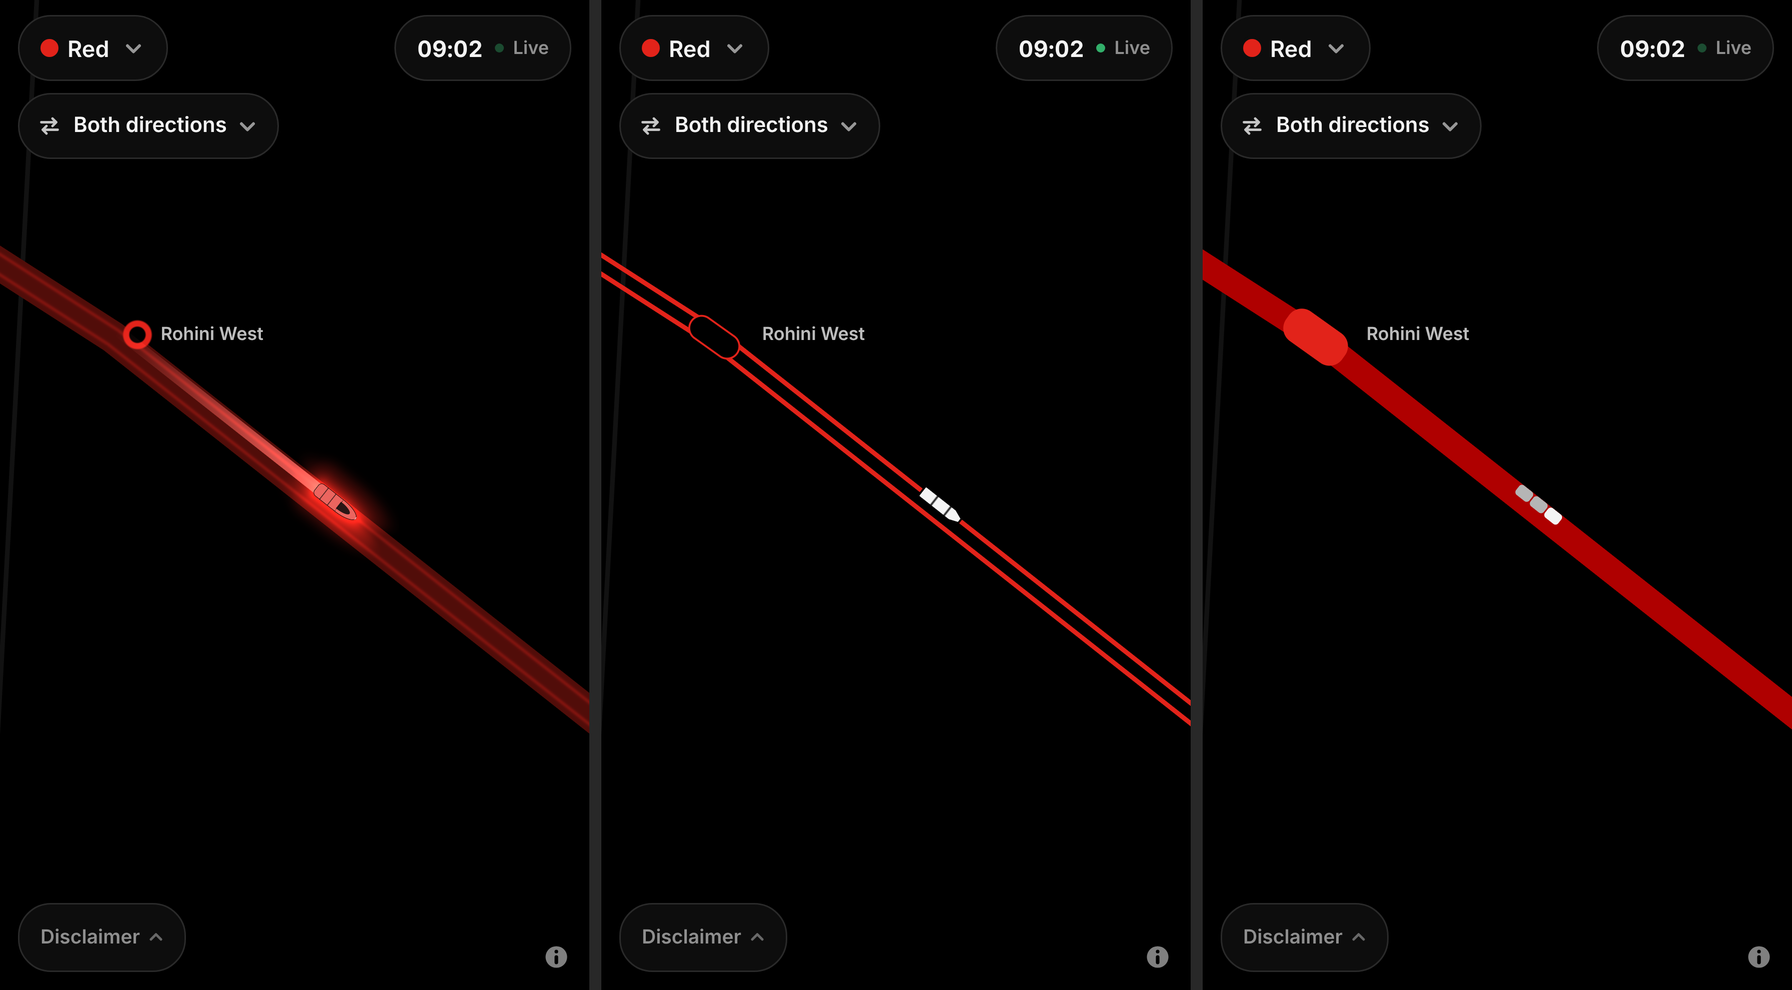 Red
09:02 Live
Both directions
Rohini West
Disclaimer
Red
09:02 Live
Both directions
Rohini West
Disclaimer
Red
09:02 Live
Both directions
Rohini West
Disclaimer